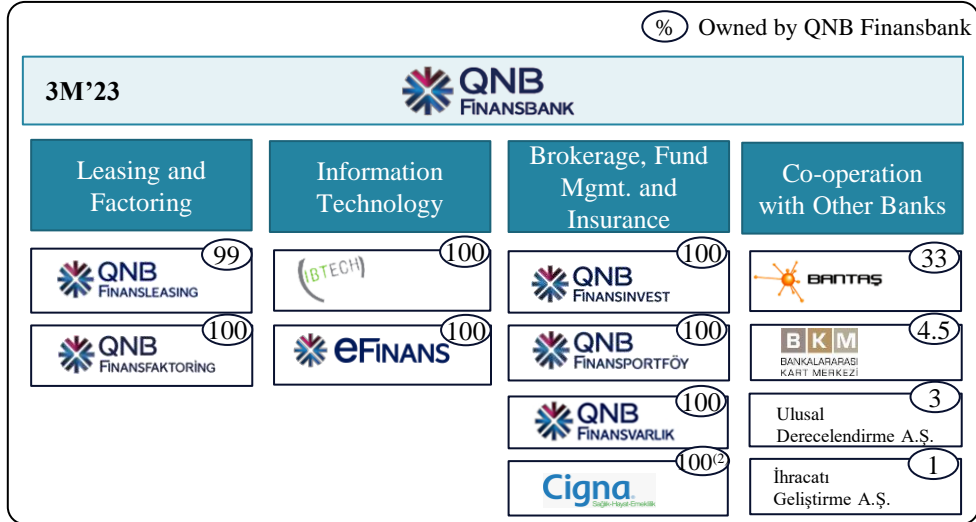 % Owned by QNB Finansbank
3M’23
QNB
FINANSBANK
Leasing and
Factoring
99
QNB
FINANSLEASING
100
QNB
FINANSFAKTORİNG
Information
Technology
100
IBTECH
100
eFINANS
Brokerage, Fund
Mgmt. and
Insurance
100
QNB
FINANSINVEST
100
QNB
FINANSPORTFÖY
100
QNB
FINANSVARLIK
100(2
Cigna
Sağlık-Hayat-Emeklilik
Co-operation
with Other Banks
33
BANTAŞ
4.5
BKM
BANKALARARASI
KART MERKEZİ
3
Ulusal
Derecelendirme A.Ş.
1
İhracatı
Geliştirme A.Ş.